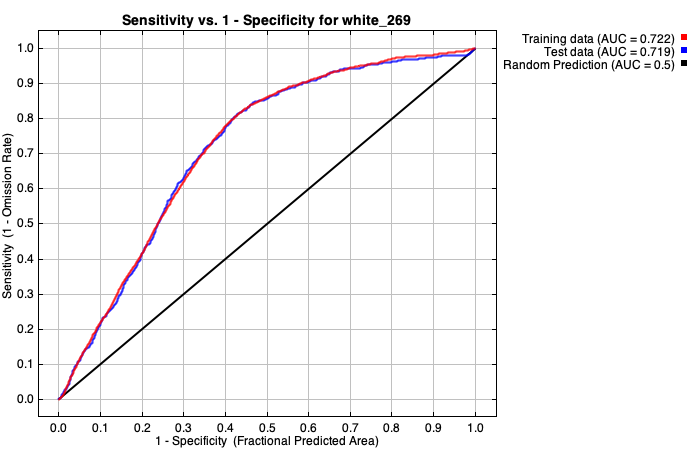 Sensitivity vs. 1 - Specificity for white_269
Training data (AUC = 0.722)
Test data (AUC = 0.719)
Random Prediction (AUC = 0.5)
Sensitivity (1 - Omission Rate)
1.0
0.9
0.8
0.7
0.6
0.5
0.4
0.3
0.2
0.1
0.0
0.0 0.1 0.2 0.3 0.4 0.5 0.6 0.7 0.8 0.9 1.0
1 - Specificity (Fractional Predicted Area)